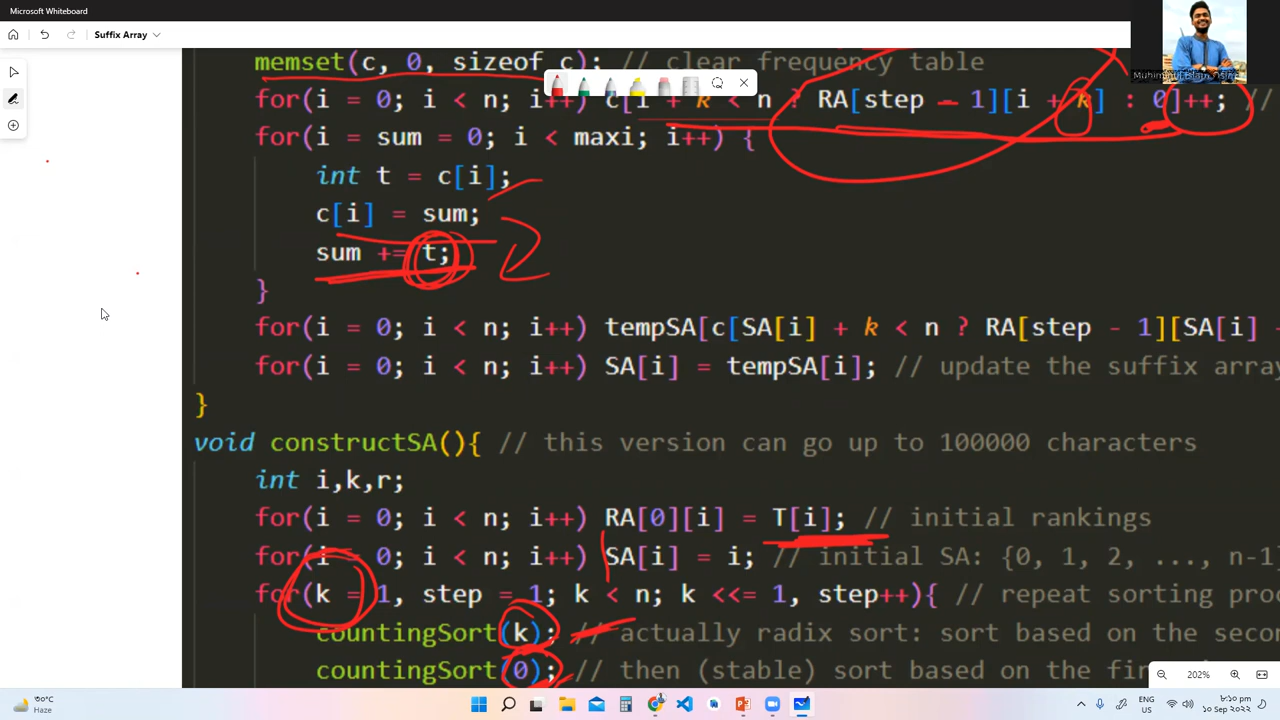 Microsoft Whiteboard
Suffix Array
memset(c, 0, sizeof c); // clear frequency table
for(i = 0; i < n; i++) c[i + k < n ? RA[step - 1][i + k] : 0]++; //
for(i = sum = 0; i < maxi; i++) {
int t = c[i];
c[i] = sum;
sum += t;
}
for(i = 0; i < n; i++) tempSA[c[SA[i] + k < n ? RA[step - 1][SA[i]
for(i = 0; i < n; i++) SA[i] = tempSA[i]; // update the suffix array
}
void constructSA(){ // this version can go up to 100000 characters
int i,k,r;
for(i = 0; i < n; i++) RA[0][i] = T[i]; // initial rankings
for(i = 0; i < n; i++) SA[i] = i; // initial SA: {0, 1, 2, ..., n-1}
for(k = 1, step = 1; k < n; k <<= 1, step++){ // repeat sorting
countingSort(k); // actually radix sort: sort based on the
countingSort(0); // then (stable) sort based on the
202%
৩০°C
Haze
ENG
US
১০ Sep ২০২২